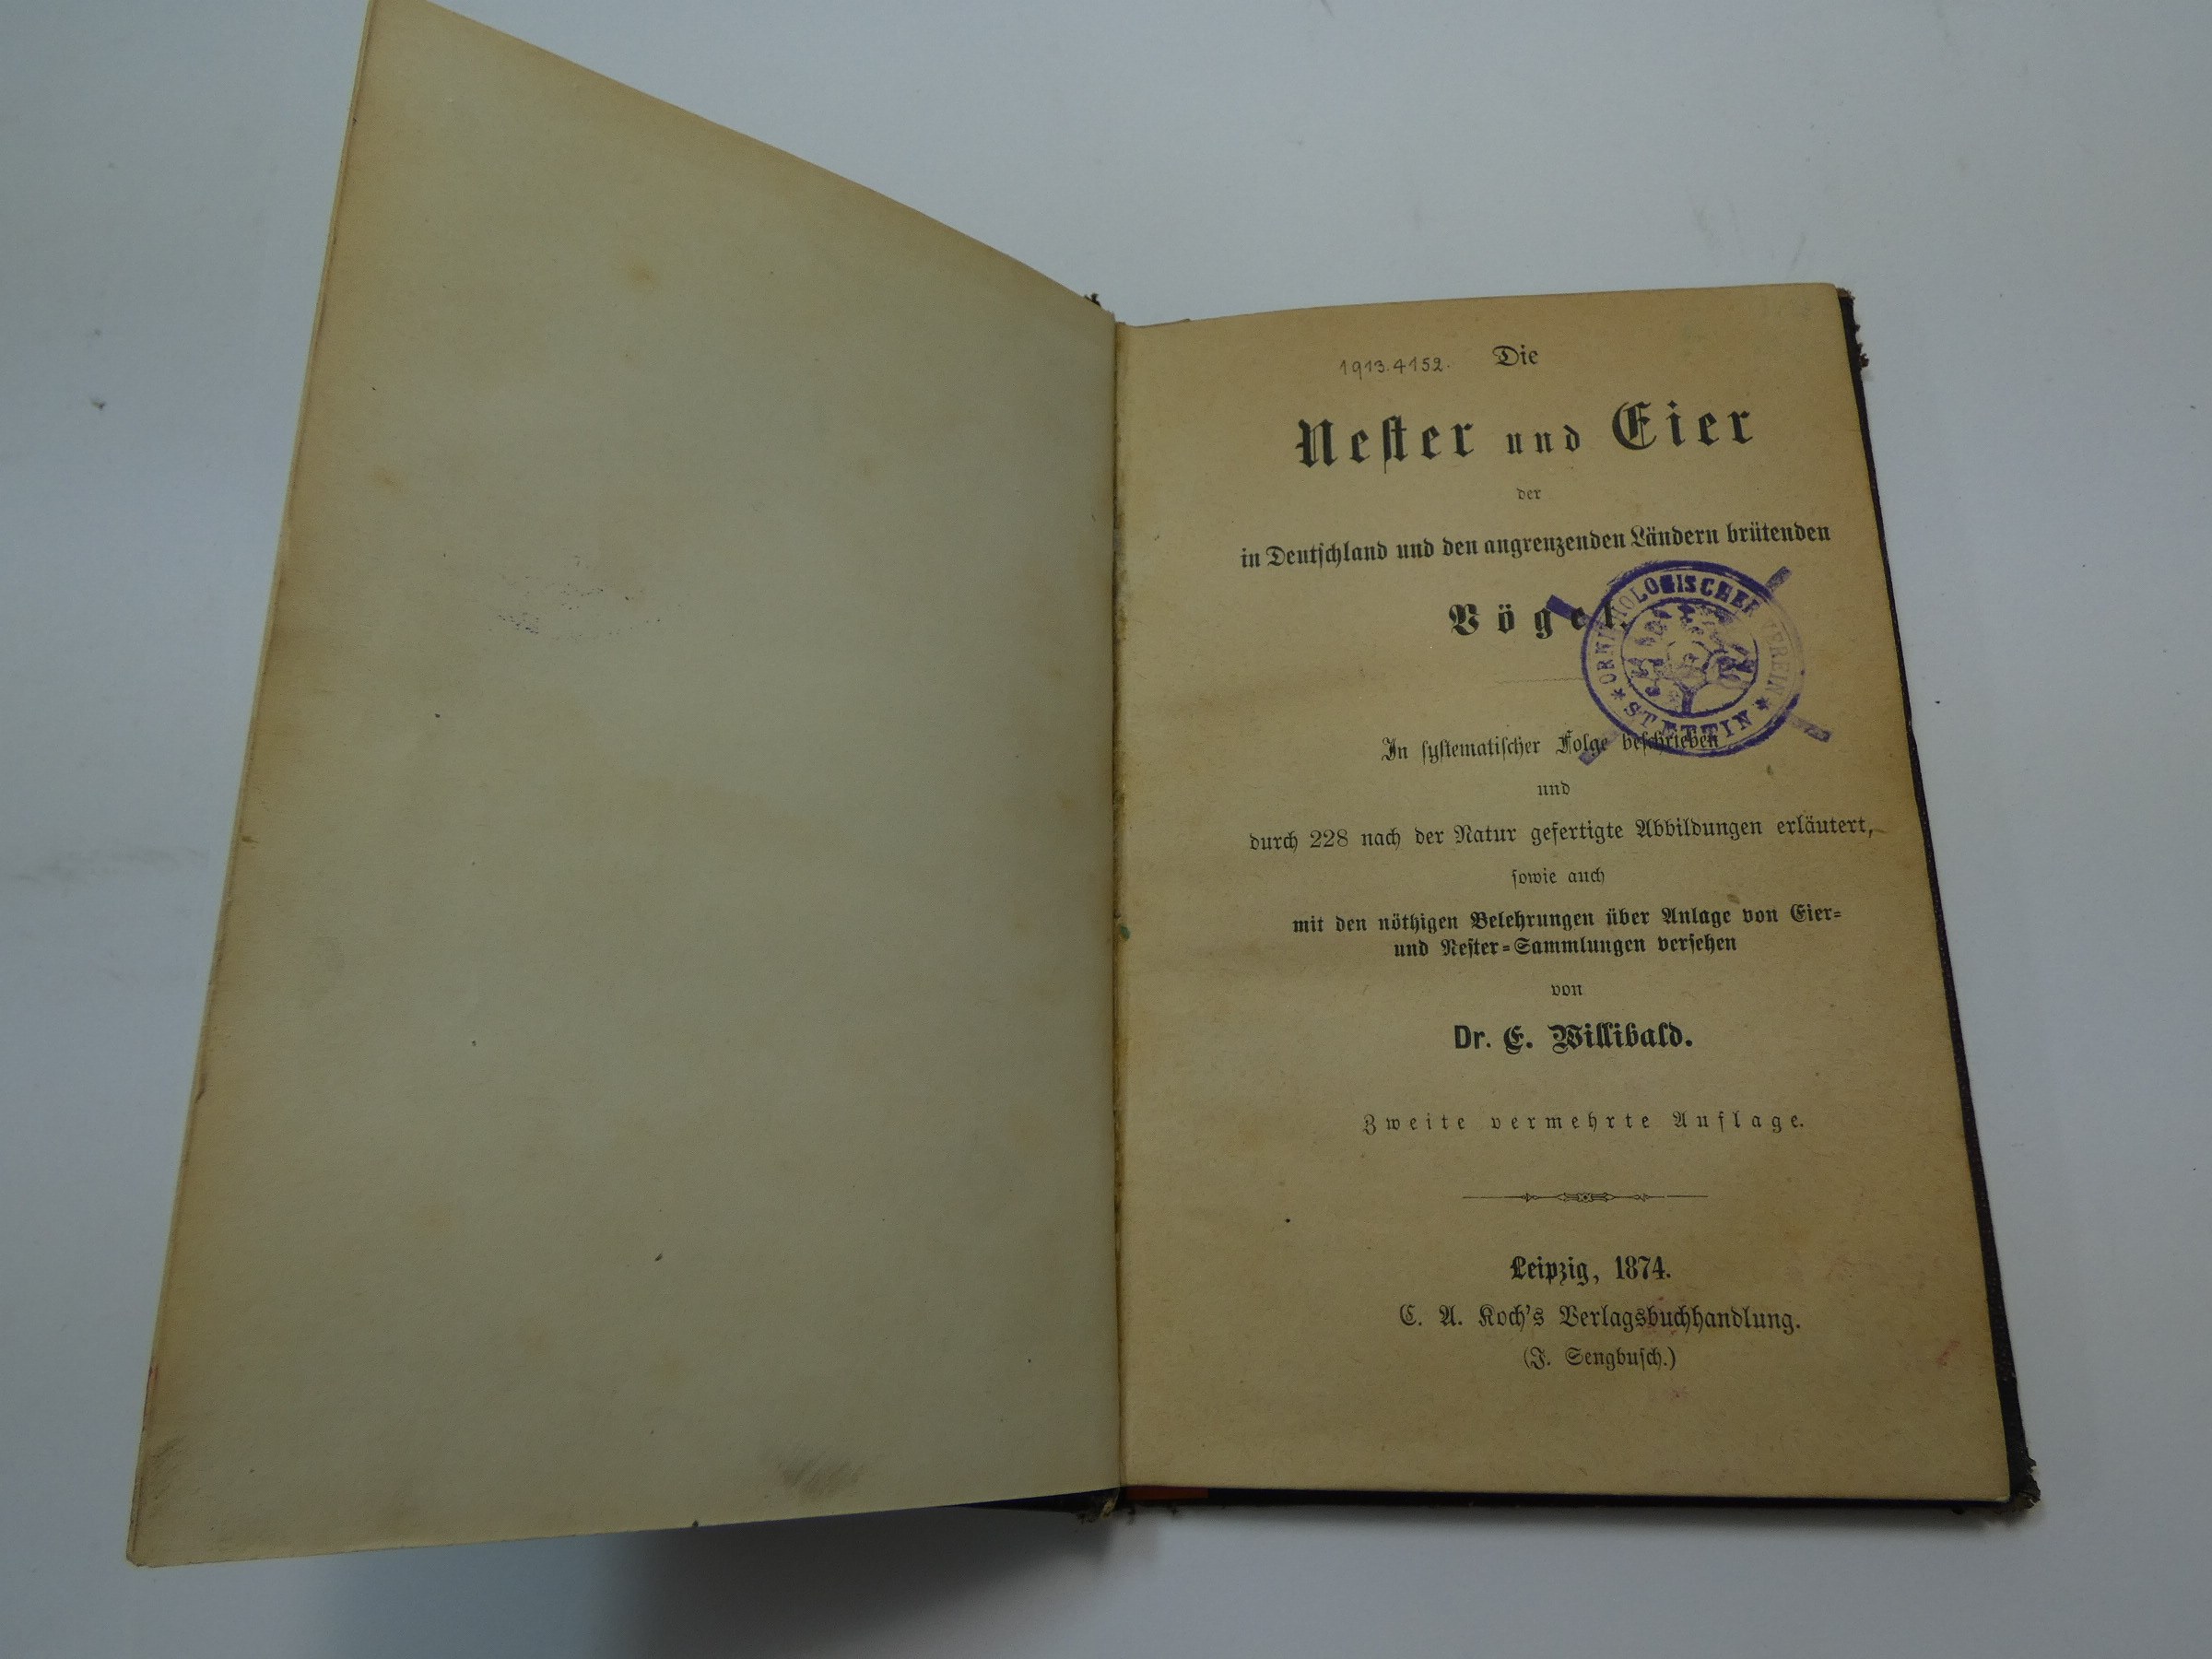 1913.4152.
Die
Nester und Eier
der
in Deutschland und den angrenzenden Ländern brütenden
Vögel.
ORNITHOLOGISCHER VEREIN
* STETTIN *
In systematischer Folge beschrieben
und
durch 228 nach der Natur gefertigte Abbildungen erläutert,
sowie auch
mit den nöthigen Belehrungen über Anlage von Eier-
und Nester-Sammlungen versehen
von
Dr. E. Willibald.
Zweite vermehrte Auflage.
Leipzig, 1874.
C. A. Koch's Verlagsbuchhandlung.
(J. Sengbusch.)